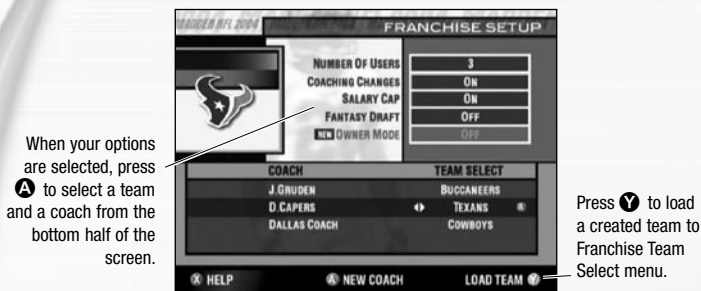 MADDEN NFL 2004
FRANCHISE SETUP
NUMBER OF USERS 3
COACHING CHANGES ON
SALARY CAP ON
FANTASY DRAFT OFF
NEW OWNER MODE OFF
When your options
are selected, press
A to select a team
and a coach from the
bottom half of the
screen.
COACH TEAM SELECT
J.GRUDEN BUCCANEERS
D.CAPERS TEXANS
DALLAS COACH COWBOYS
Press Y to load
a created team to
Franchise Team
Select menu.
X HELP A NEW COACH LOAD TEAM Y